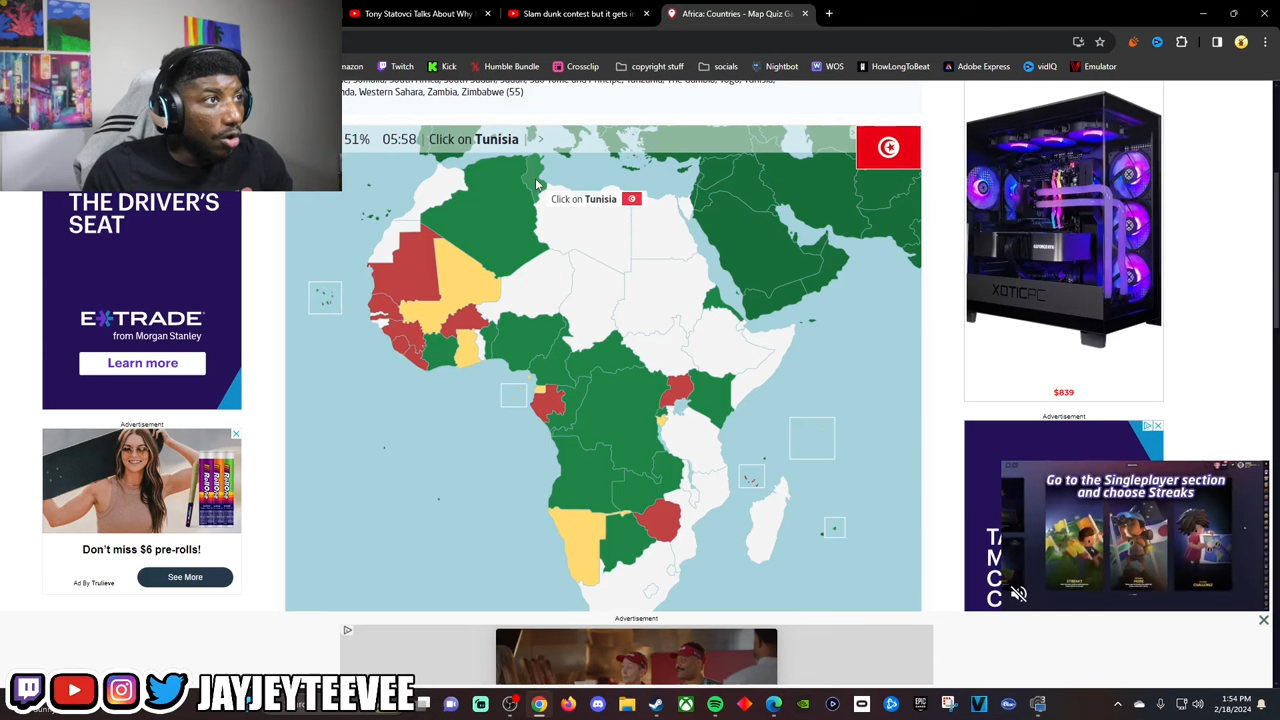 Tony Statovci Talks About Why
Slam dunk contest but it gets i
Africa: Countries - Map Quiz Ga
mazon
Twitch
Kick
Humble Bundle
Crossclip
copyright stuff
socials
Nightbot
WOS
HowLongToBeat
Adobe Express
vidIQ
Emulator
nda, Western Sahara, Zambia, Zimbabwe (55)
51% 05:58 Click on Tunisia
Click on Tunisia
THE DRIVER'S
SEAT
E*TRADE
from Morgan Stanley
Learn more
Advertisement
Don't miss $6 pre-rolls!
Ad By Trulieve
See More
XOTICPC
$839
Advertisement
Go to the Singleplayer section
and choose Streaks
Advertisement
JAYJEYTEEVEE
1:54 PM
2/18/2024